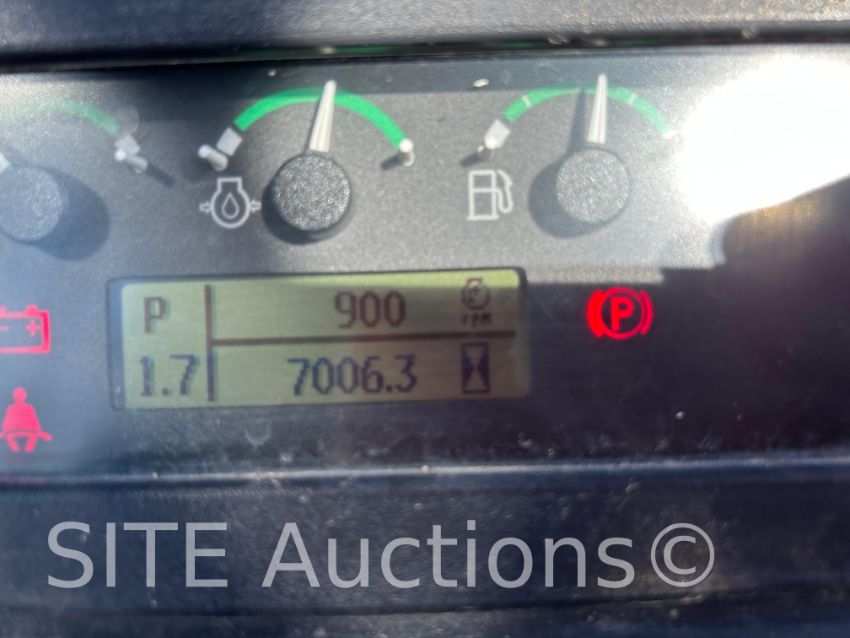 P 900 rpm
1.7 7006.3
P
SITE Auctions©